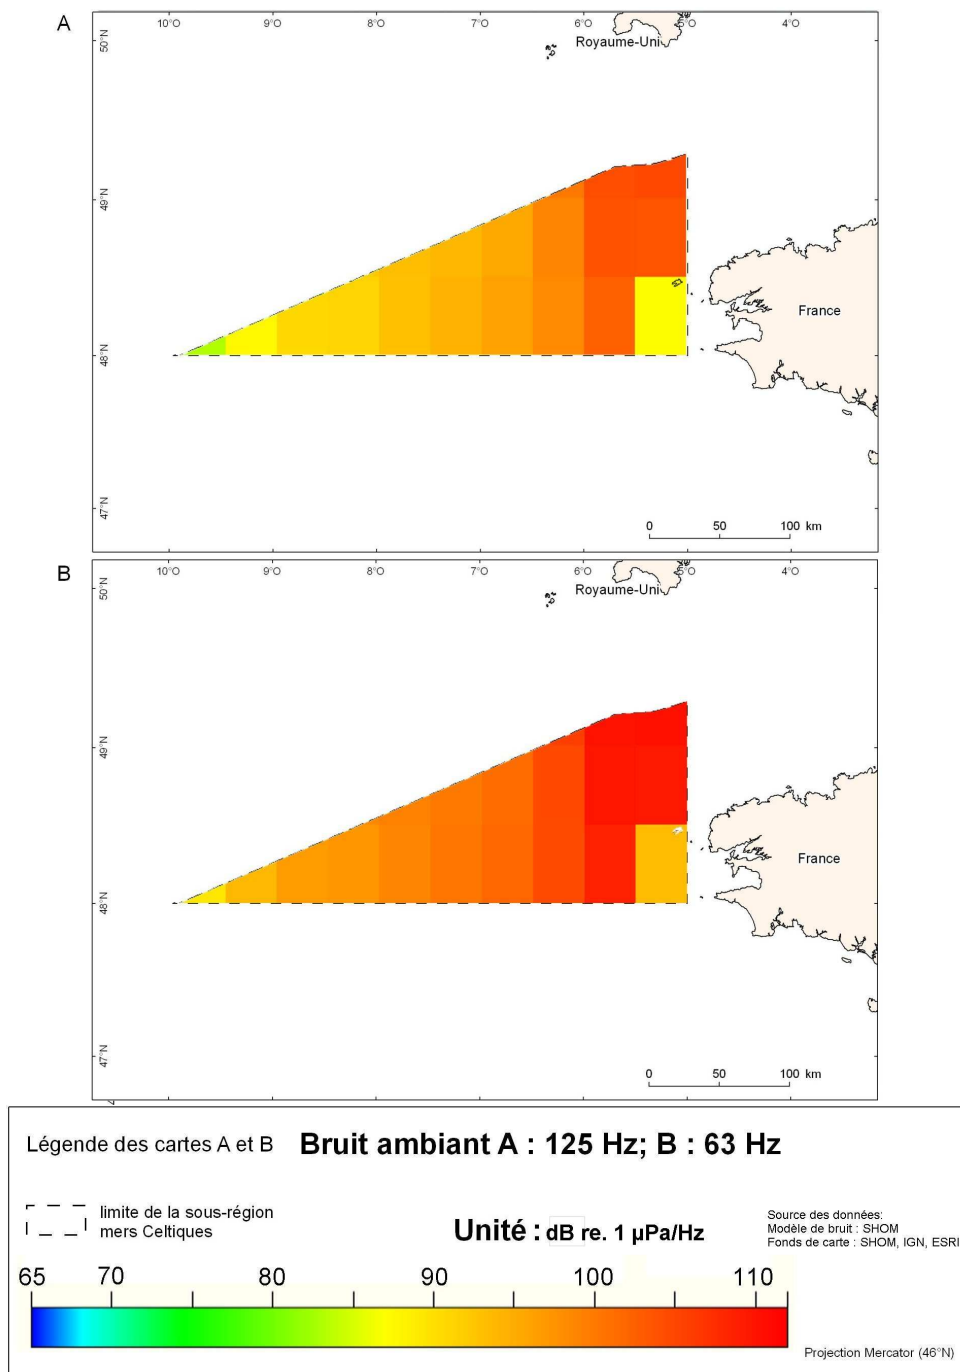 A
10°O 9°O 8°O 7°O 6°O 5°O 4°O
50°N
Royaume-Uni
49°N
France
48°N
47°N
0 50 100 km
B
10°O 9°O 8°O 7°O 6°O 5°O 4°O
50°N
Royaume-Uni
49°N
France
48°N
47°N
0 50 100 km
Légende des cartes A et B Bruit ambiant A : 125 Hz; B : 63 Hz
limite de la sous-région
mers Celtiques
Unité : dB re. 1 µPa/Hz
Source des données:
Modèle de bruit : SHOM
Fonds de carte : SHOM, IGN, ESRI
65 70 80 90 100 110
Projection Mercator (46°N)